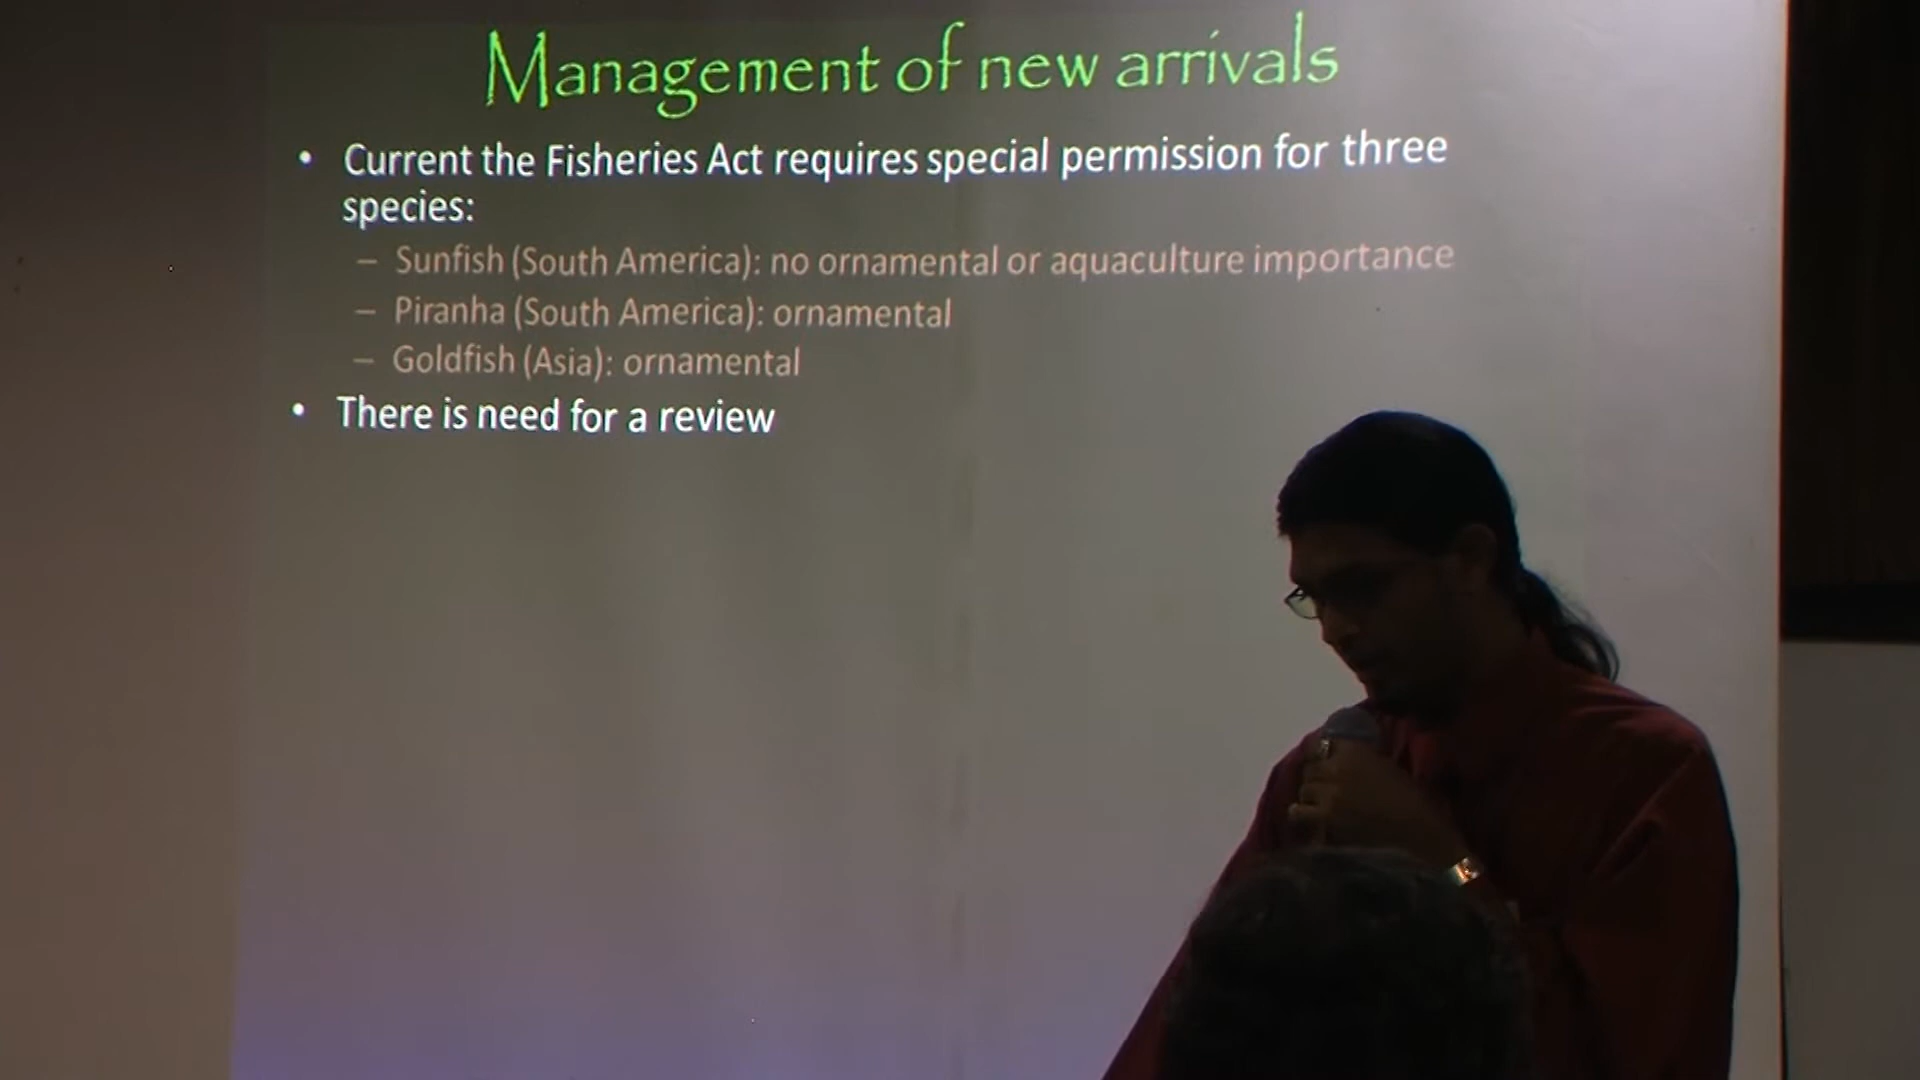 Management of new arrivals
• Current the Fisheries Act requires special permission for three
species:
– Sunfish (South America): no ornamental or aquaculture importance
– Piranha (South America): ornamental
– Goldfish (Asia): ornamental
• There is need for a review